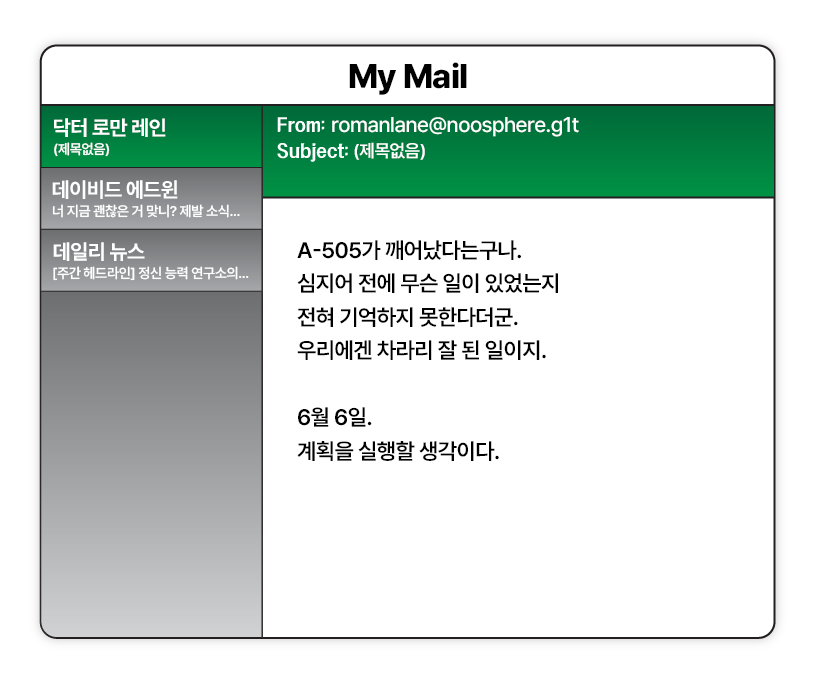 My Mail
닥터 로만 레인
(제목없음)
데이비드 에드윈
너 지금 괜찮은 거 맞니? 제발 소식...
데일리 뉴스
[주간 헤드라인] 정신 능력 연구소의...
From: romanlane@noosphere.g1t
Subject: (제목없음)
A-505가 깨어났다는구나.
심지어 전에 무슨 일이 있었는지
전혀 기억하지 못한다더군.
우리에겐 차라리 잘 된 일이지.
6월 6일.
계획을 실행할 생각이다.